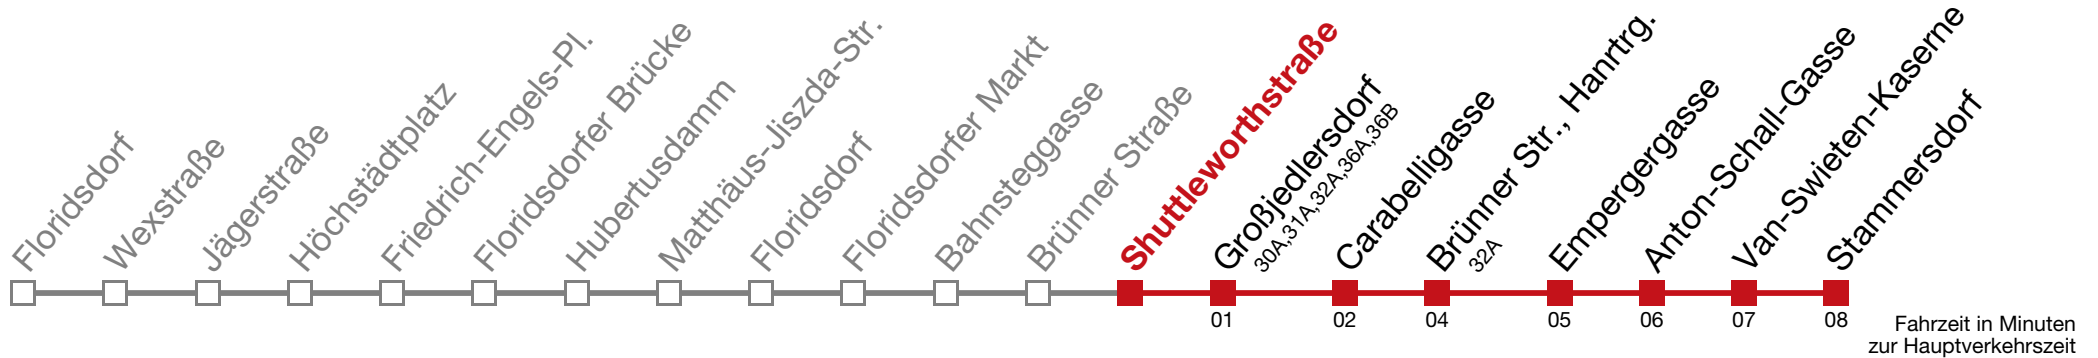 Floridsdorf
Wexstraße
Jägerstraße
Höchstädtplatz
Friedrich-Engels-Pl.
Floridsdorfer Brücke
Hubertusdamm
Matthäus-Jiszda-Str.
Floridsdorf
Floridsdorfer Markt
Bahnsteggasse
Brünner Straße
Shuttleworthstraße
Großjedlersdorf
30A,31A,32A,36A,36B
Carabelligasse
Brünner Str., Hanrtrg.
32A
Empergergasse
Anton-Schall-Gasse
Van-Swieten-Kaserne
Stammersdorf
01 02 04 05 06 07 08
Fahrzeit in Minuten
zur Hauptverkehrszeit